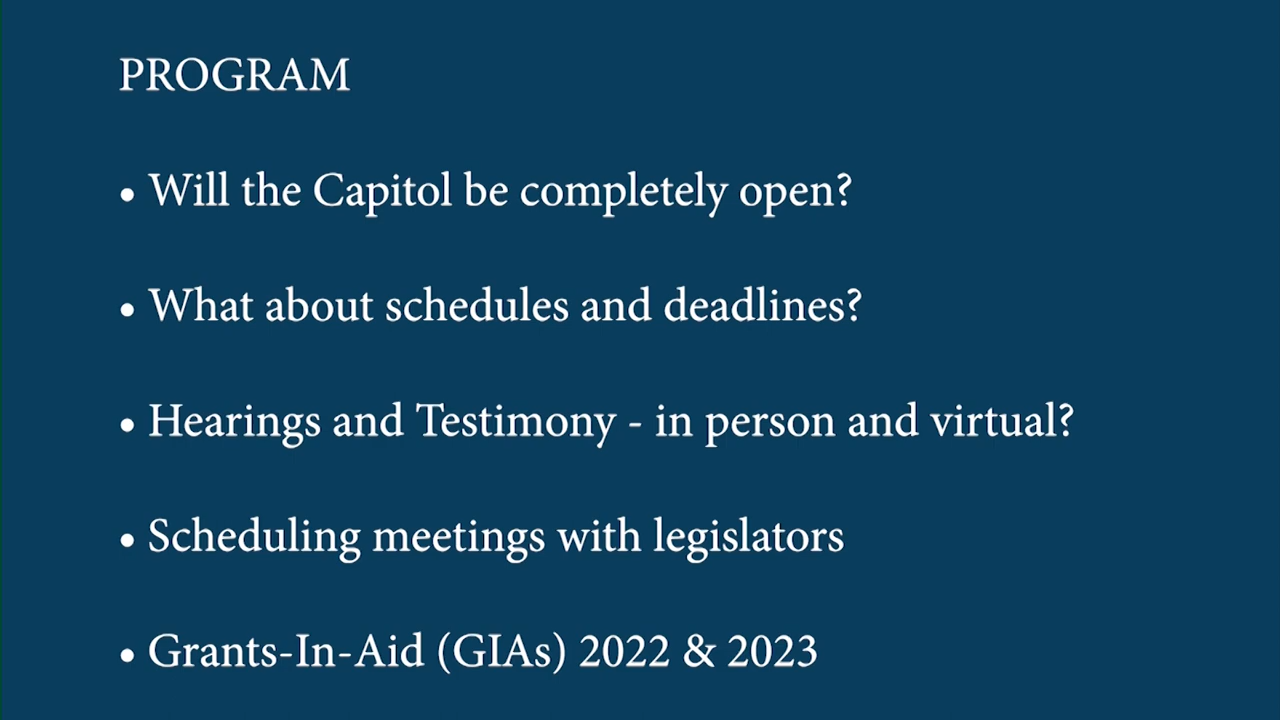 PROGRAM
• Will the Capitol be completely open?
• What about schedules and deadlines?
• Hearings and Testimony - in person and virtual?
• Scheduling meetings with legislators
• Grants-In-Aid (GIAs) 2022 & 2023